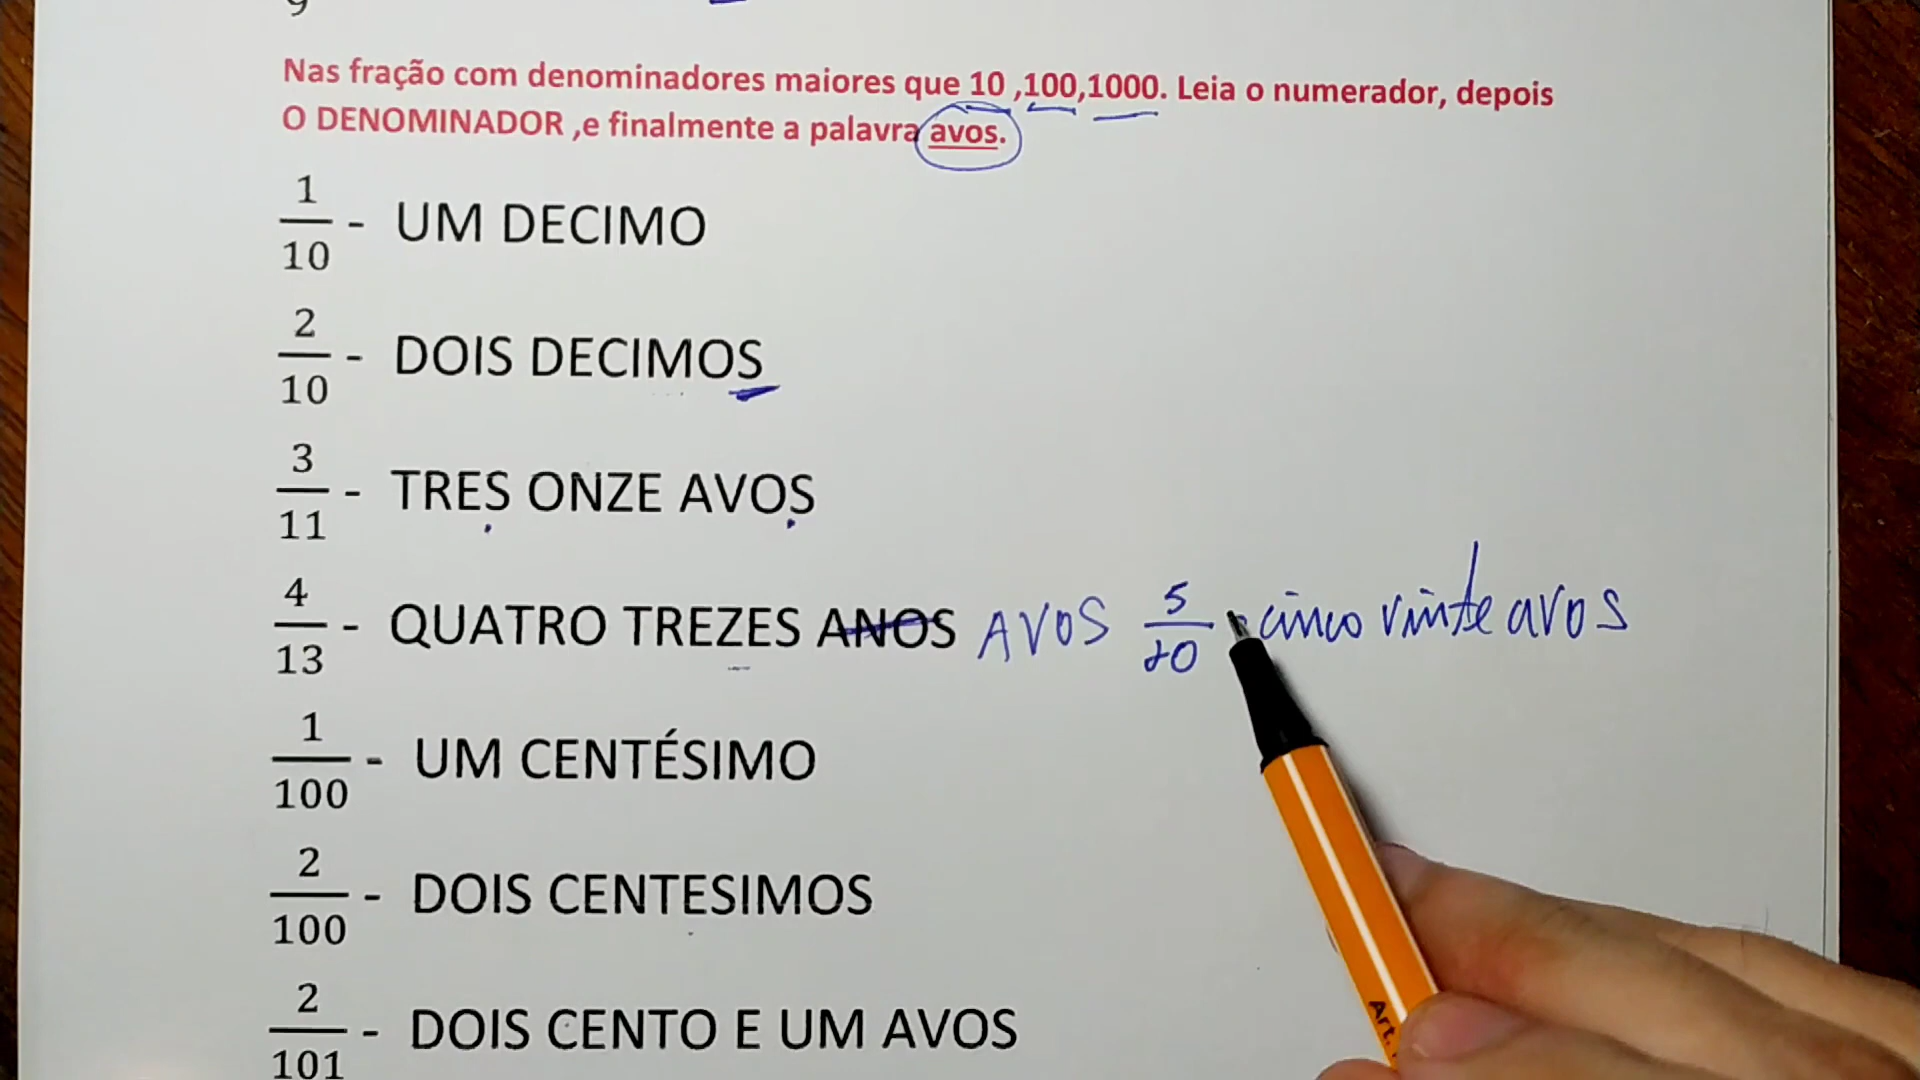 9
Nas fração com denominadores maiores que 10 ,100,1000. Leia o numerador, depois
O DENOMINADOR ,e finalmente a palavra avos.
1/10 - UM DECIMO
2/10 - DOIS DECIMOS
3/11 - TRES ONZE AVOS
4/13 - QUATRO TREZES ANOS AVOS 5/20 - cinco vinte avos
1/100 - UM CENTÉSIMO
2/100 - DOIS CENTESIMOS
2/101 - DOIS CENTO E UM AVOS
Art.